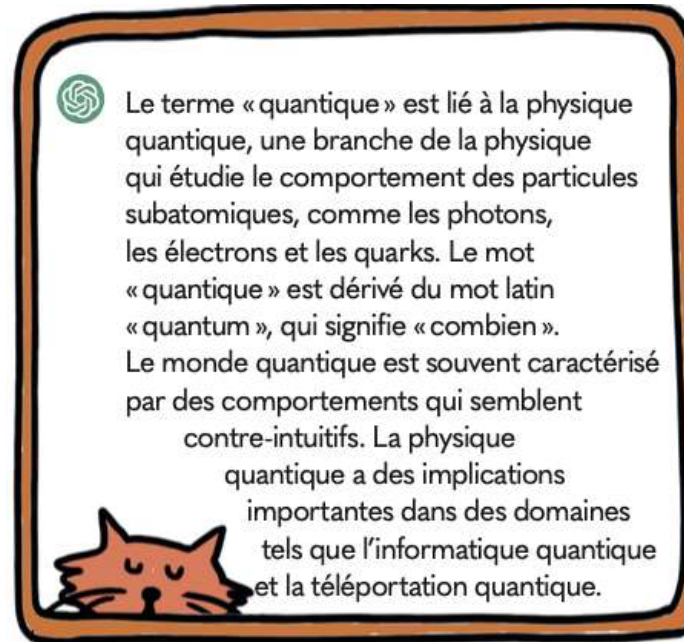 Le terme « quantique » est lié à la physique
quantique, une branche de la physique
qui étudie le comportement des particules
subatomiques, comme les photons,
les électrons et les quarks. Le mot
« quantique » est dérivé du mot latin
« quantum », qui signifie « combien ».
Le monde quantique est souvent caractérisé
par des comportements qui semblent
contre-intuitifs. La physique
quantique a des implications
importantes dans des domaines
tels que l’informatique quantique
et la téléportation quantique.